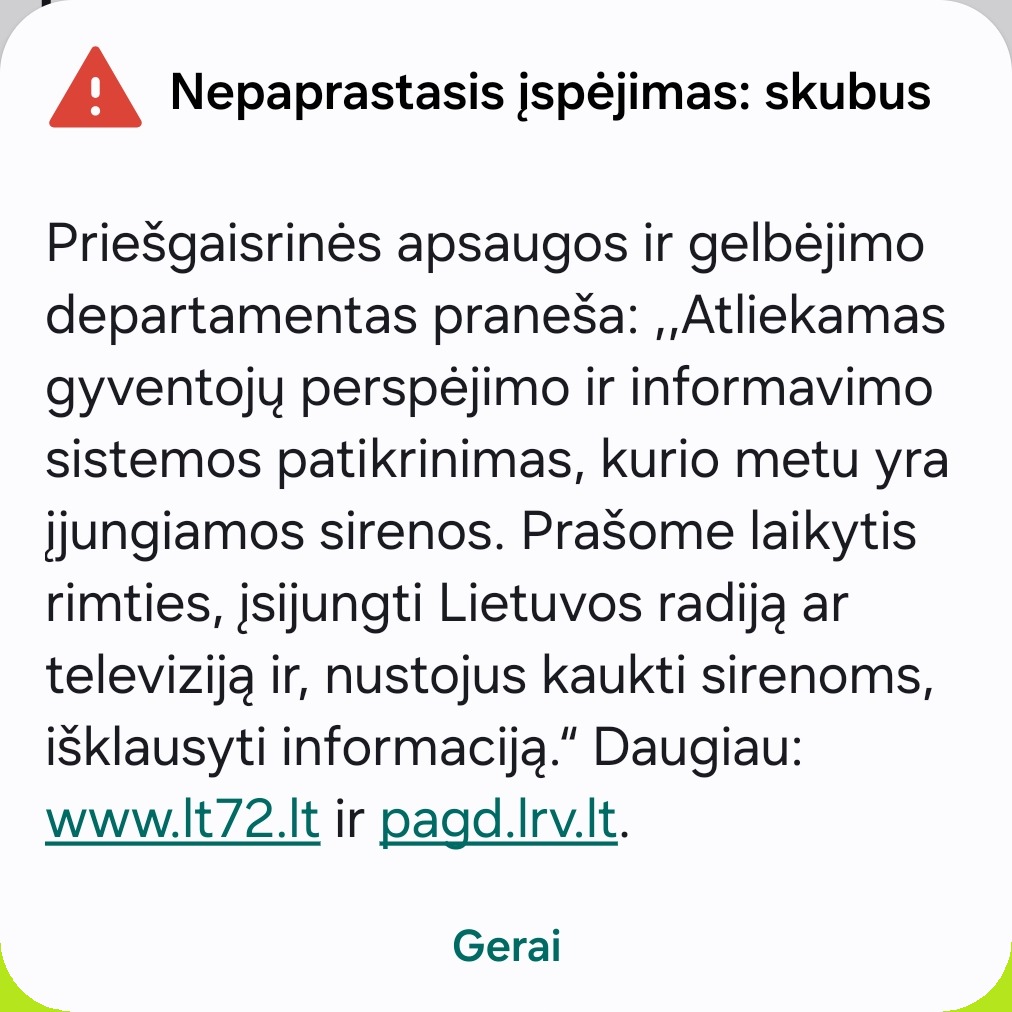 Nepaprastasis įspėjimas: skubus
Priešgaisrinės apsaugos ir gelbėjimo
departamentas praneša: ,,Atliekamas
gyventojų perspėjimo ir informavimo
sistemos patikrinimas, kurio metu yra
įjungiamos sirenos. Prašome laikytis
rimties, įsijungti Lietuvos radiją ar
televiziją ir, nustojus kaukti sirenoms,
išklausyti informaciją.“ Daugiau:
www.lt72.lt ir pagd.lrv.lt.
Gerai